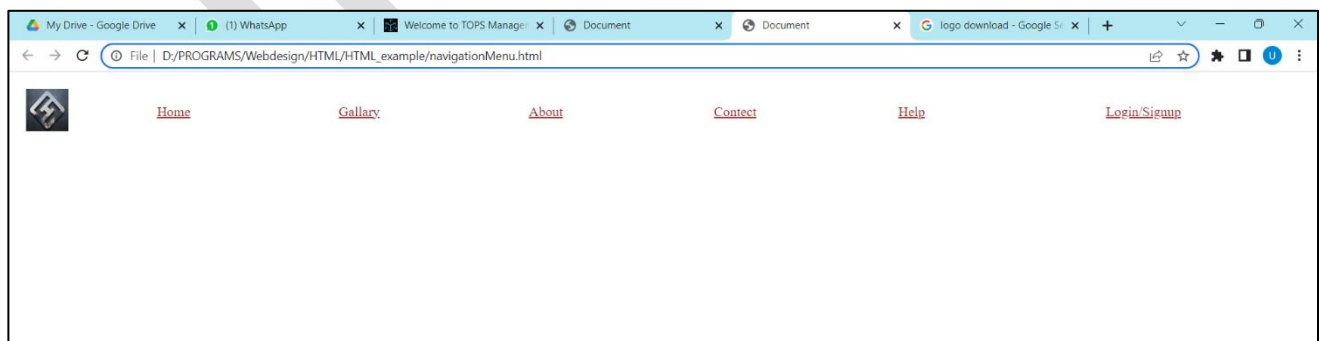 My Drive - Google Drive (1) WhatsApp Welcome to TOPS Manage Document Document logo download - Google Se
File D:/PROGRAMS/Webdesign/HTML/HTML_example/navigationMenu.html U
Home Gallary About Contect Help Login/Signup